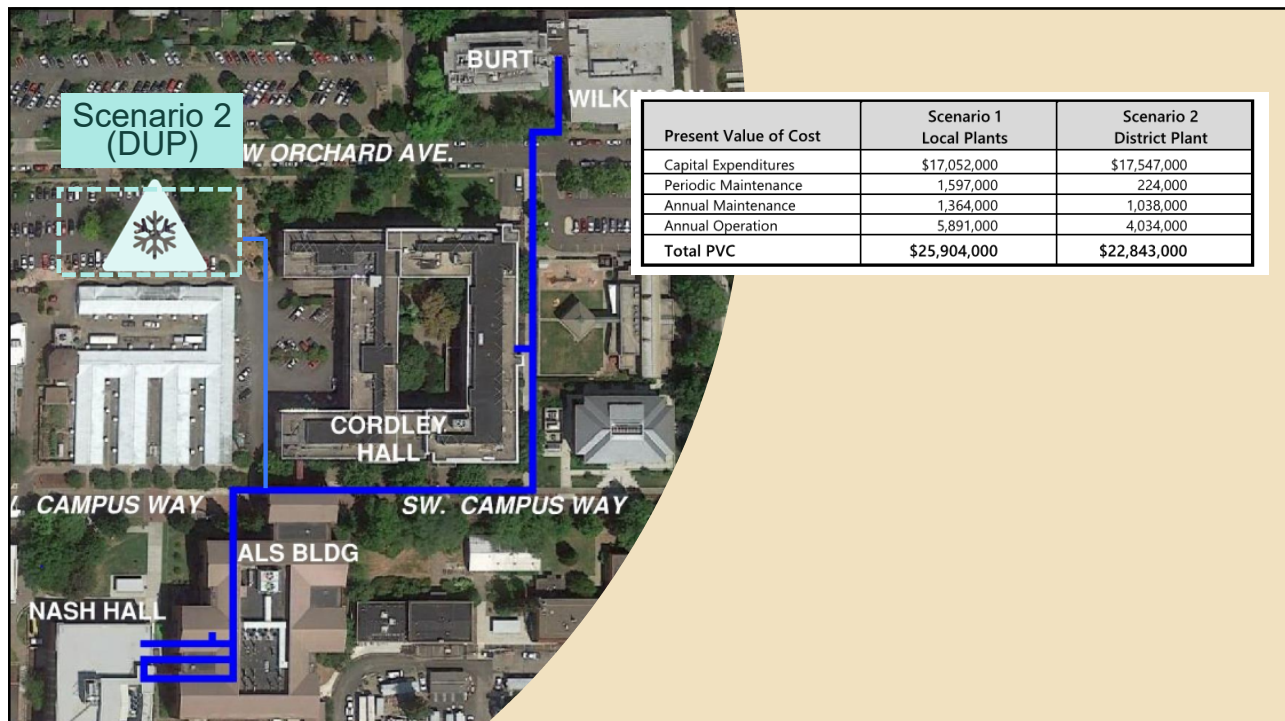 BURT
WILKINSON
Scenario 2
(DUP)
W ORCHARD AVE.
Present Value of Cost
Scenario 1
Local Plants
Scenario 2
District Plant
Capital Expenditures $17,052,000 $17,547,000
Periodic Maintenance 1,597,000 224,000
Annual Maintenance 1,364,000 1,038,000
Annual Operation 5,891,000 4,034,000
Total PVC $25,904,000 $22,843,000
CORDLEY
HALL
CAMPUS WAY
SW. CAMPUS WAY
ALS BLDG
NASH HALL